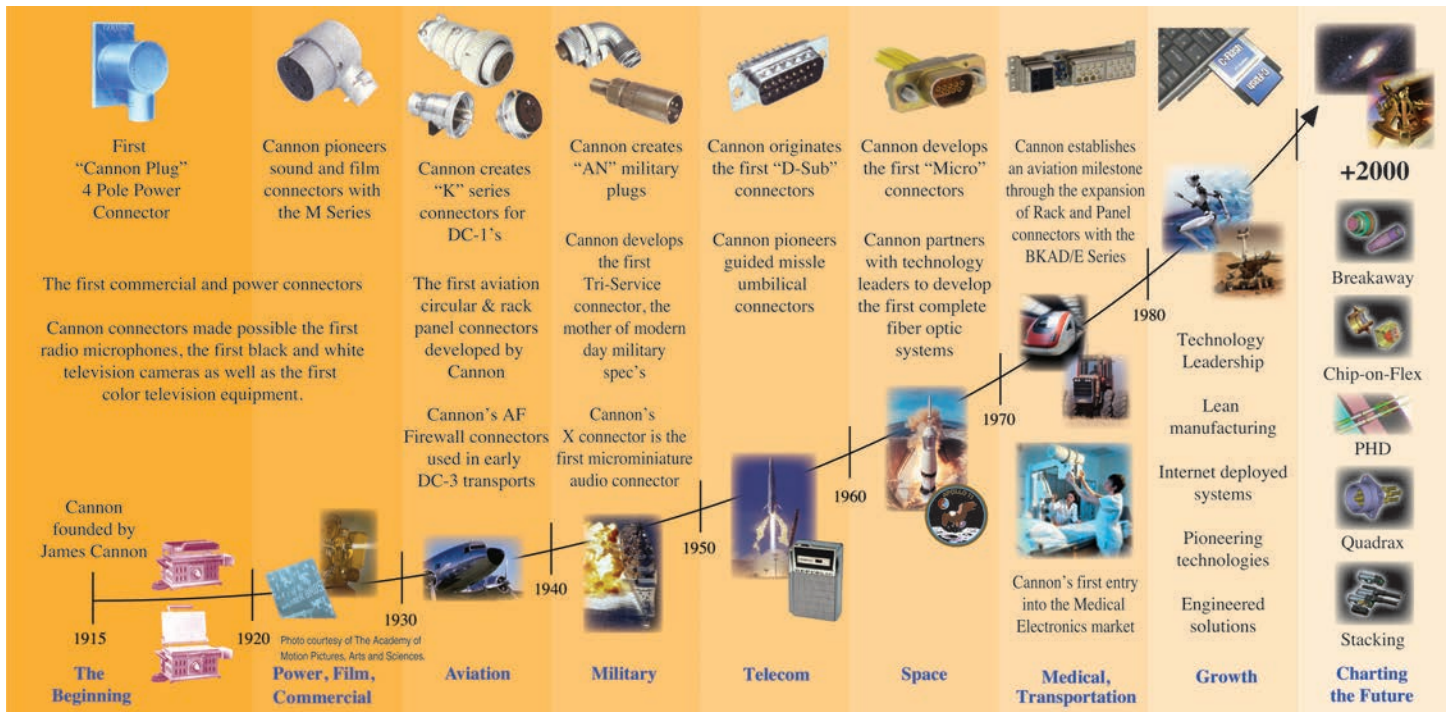 First
"Cannon Plug"
4 Pole Power
Connector
Cannon pioneers
sound and film
connectors with
the M Series
The first commercial and power connectors
Cannon connectors made possible the first
radio microphones, the first black and white
television cameras as well as the first
color television equipment.
Cannon creates
"K" series
connectors for
DC-1's
The first aviation
circular & rack
panel connectors
developed by
Cannon
Cannon's AF
Firewall connectors
used in early
DC-3 transports
Cannon creates
"AN" military
plugs
Cannon develops
the first
Tri-Service
connector, the
mother of modern
day military
spec's
Cannon's
X connector is the
first microminiature
audio connector
Cannon originates
the first "D-Sub"
connectors
Cannon pioneers
guided missle
umbilical
connectors
Cannon develops
the first "Micro"
connectors
Cannon partners
with technology
leaders to develop
the first complete
fiber optic
systems
Cannon establishes
an aviation milestone
through the expansion
of Rack and Panel
connectors with the
BKAD/E Series
Cannon's first entry
into the Medical
Electronics market
C-Flash
C-Flash
Technology
Leadership
Lean
manufacturing
Internet deployed
systems
Pioneering
technologies
Engineered
solutions
+2000
Breakaway
Chip-on-Flex
PHD
Quadrax
Stacking
Cannon
founded by
James Cannon
1915
1920
1930
1940
1950
1960
1970
1980
APOLLO 11
Photo courtesy of The Academy of
Motion Pictures, Arts and Sciences.
The
Beginning
Power, Film,
Commercial
Aviation
Military
Telecom
Space
Medical,
Transportation
Growth
Charting
the Future